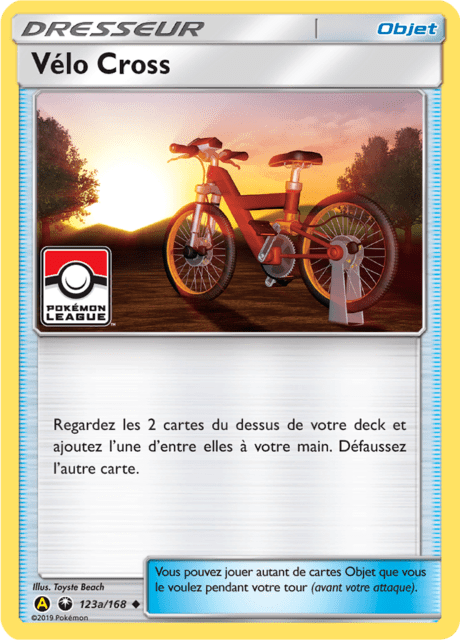 DRESSEUR
Objet
Vélo Cross
POKÉMON
LEAGUE
Regardez les 2 cartes du dessus de votre deck et
ajoutez l'une d'entre elles à votre main. Défaussez
l'autre carte.
Illus. Toyste Beach
Vous pouvez jouer autant de cartes Objet que vous
le voulez pendant votre tour (avant votre attaque).
A 123a/168
©2019 Pokémon